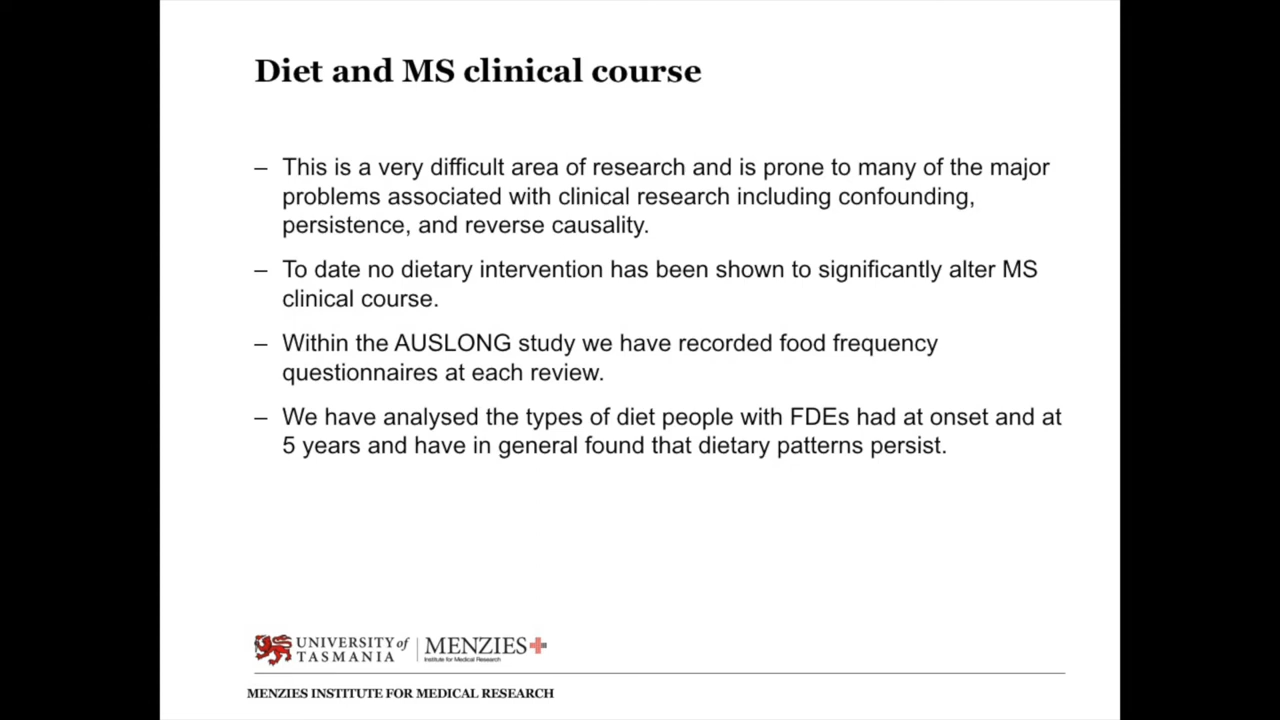 Diet and MS clinical course
– This is a very difficult area of research and is prone to many of the major
problems associated with clinical research including confounding,
persistence, and reverse causality.
– To date no dietary intervention has been shown to significantly alter MS
clinical course.
– Within the AUSLONG study we have recorded food frequency
questionnaires at each review.
– We have analysed the types of diet people with FDEs had at onset and at
5 years and have in general found that dietary patterns persist.
UNIVERSITY of
TASMANIA
MENZIES
Institute for Medical Research
MENZIES INSTITUTE FOR MEDICAL RESEARCH